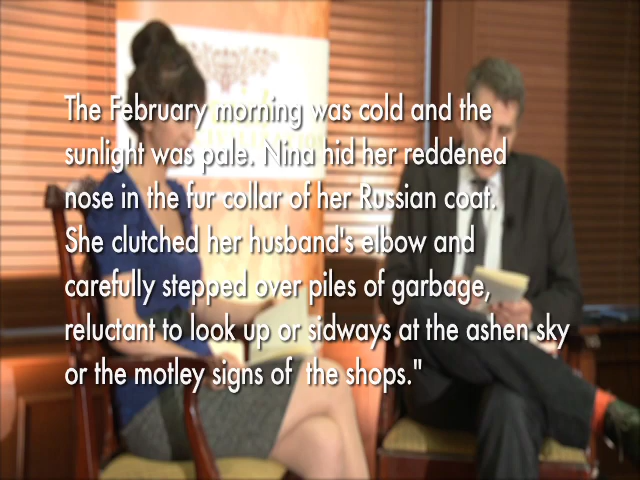 The February morning was cold and the
sunlight was pale. Nina hid her reddened
nose in the fur collar of her Russian coat.
She clutched her husband's elbow and
carefully stepped over piles of garbage,
reluctant to look up or sidways at the ashen sky
or the motley signs of  the shops."